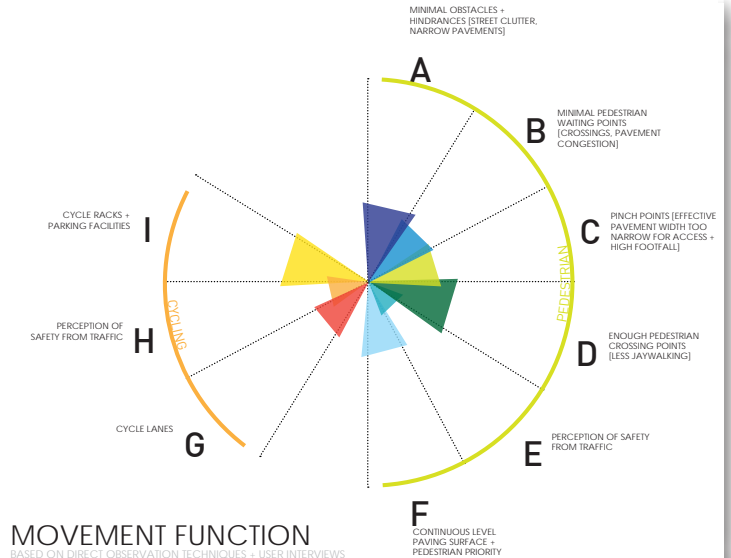 MINIMAL OBSTACLES +
HINDRANCES [STREET CLUTTER,
NARROW PAVEMENTS]
A
B
MINIMAL PEDESTRIAN
WAITING POINTS
[CROSSINGS, PAVEMENT
CONGESTION]
C
PINCH POINTS [EFFECTIVE
PAVEMENT WIDTH TOO
NARROW FOR ACCESS +
HIGH FOOTFALL]
PEDESTRIAN
D
ENOUGH PEDESTRIAN
CROSSING POINTS
[LESS JAYWALKING]
E
PERCEPTION OF SAFETY
FROM TRAFFIC
F
CONTINUOUS LEVEL
PAVING SURFACE +
PEDESTRIAN PRIORITY
G
CYCLE LANES
H
PERCEPTION OF
SAFETY FROM TRAFFIC
CYCLING
I
CYCLE RACKS +
PARKING FACILITIES
MOVEMENT FUNCTION
BASED ON DIRECT OBSERVATION TECHNIQUES + USER INTERVIEWS